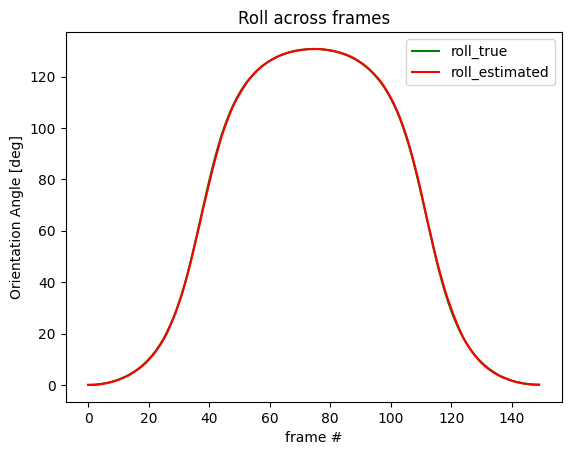 Roll across frames
roll_true
roll_estimated
Orientation Angle [deg]
120
100
80
60
40
20
0
0 20 40 60 80 100 120 140
frame #